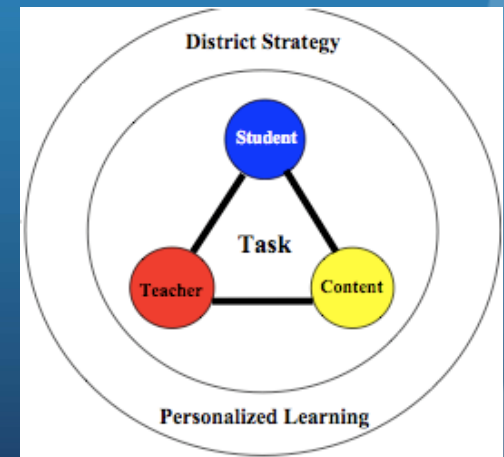 District Strategy
Student
Task
Teacher
Content
Personalized Learning